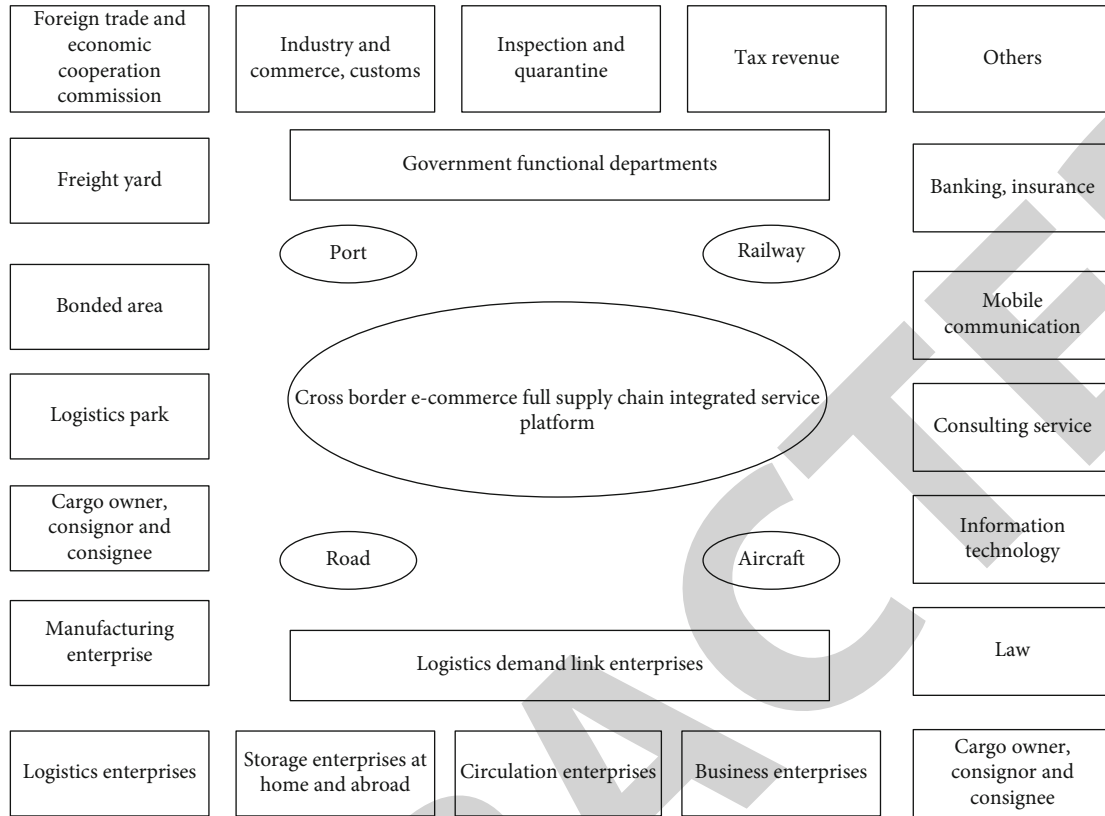 Foreign trade and
economic
cooperation
commission
Industry and
commerce, customs
Inspection and
quarantine
Tax revenue
Others
Government functional departments
Freight yard
Banking, insurance
Port
Railway
Bonded area
Mobile
communication
Cross border e-commerce full supply chain integrated service
platform
Logistics park
Consulting service
Cargo owner,
consignor and
consignee
Information
technology
Road
Aircraft
Manufacturing
enterprise
Logistics demand link enterprises
Law
Logistics enterprises
Storage enterprises at
home and abroad
Circulation enterprises
Business enterprises
Cargo owner,
consignor and
consignee